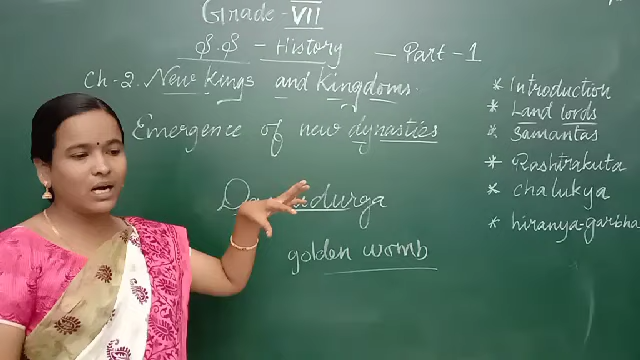 Grade - VII
S.S - History - Part - 1
Ch - 2. New Kings and Kingdoms.
Emergence of new dynasties
golden womb
* Introduction
* Land lords
* Samantas
* Rashtrakuta
* Chalukya
* hiranya-garbha